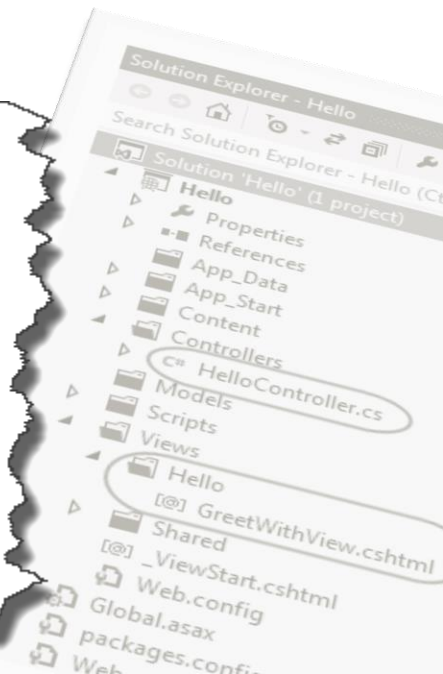 Solution Explorer - Hello
Search Solution Explorer - Hello (Ct
Solution 'Hello' (1 project)
Hello
Properties
References
App_Data
App_Start
Content
Controllers
C# HelloController.cs
Models
Scripts
Views
Hello
[@] GreetWithView.cshtml
Shared
[@] _ViewStart.cshtml
Web.config
Global.asax
packages.config
Web